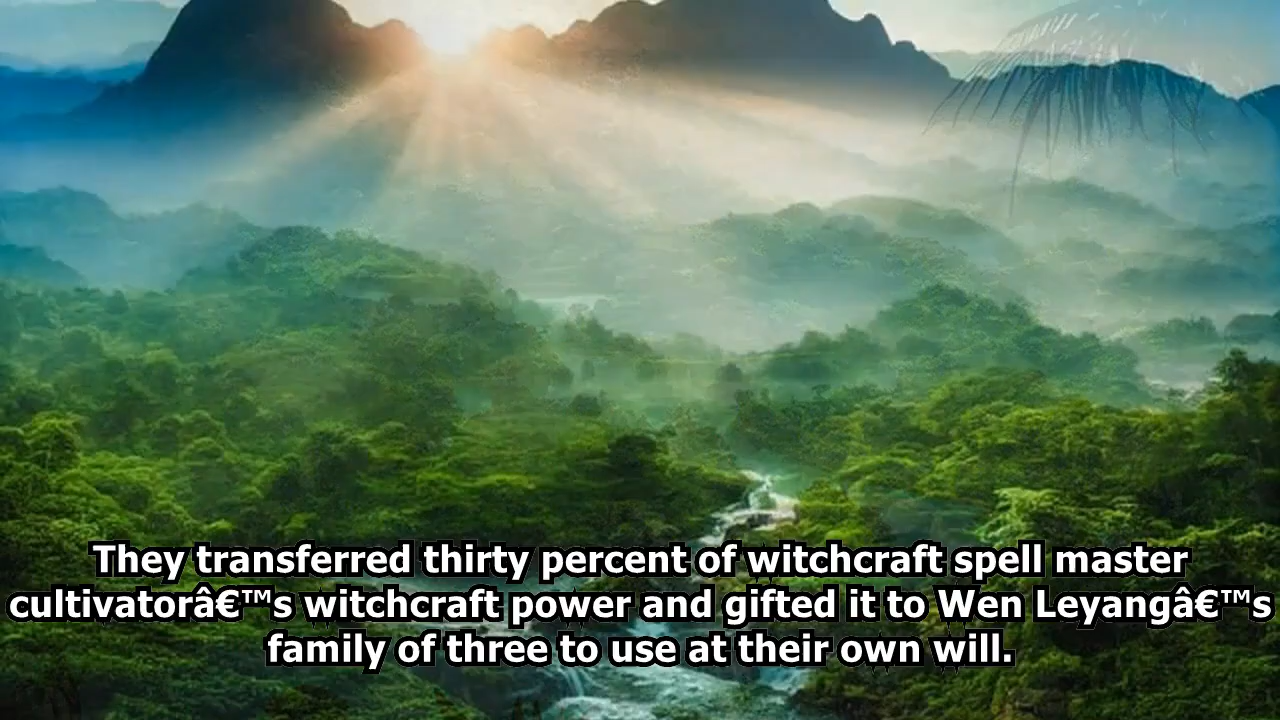 They transferred thirty percent of witchcraft spell master
cultivatorâ€™s witchcraft power and gifted it to Wen Leyangâ€™s
family of three to use at their own will.